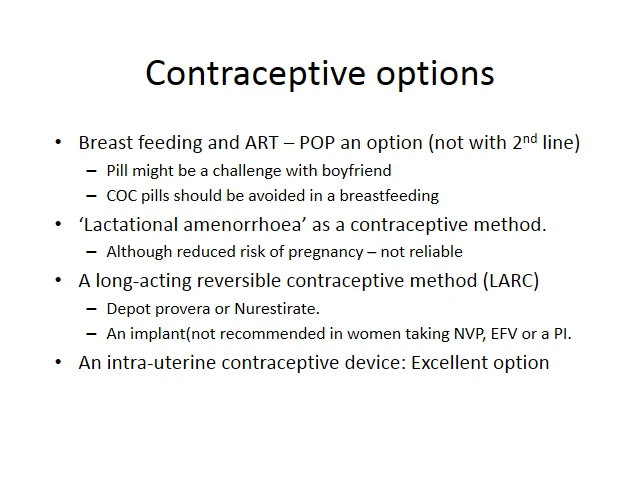 Contraceptive options
• Breast feeding and ART – POP an option (not with 2nd line)
– Pill might be a challenge with boyfriend
– COC pills should be avoided in a breastfeeding
• ‘Lactational amenorrhoea’ as a contraceptive method.
– Although reduced risk of pregnancy – not reliable
• A long-acting reversible contraceptive method (LARC)
– Depot provera or Nurestirate.
– An implant(not recommended in women taking NVP, EFV or a PI.
• An intra-uterine contraceptive device: Excellent option